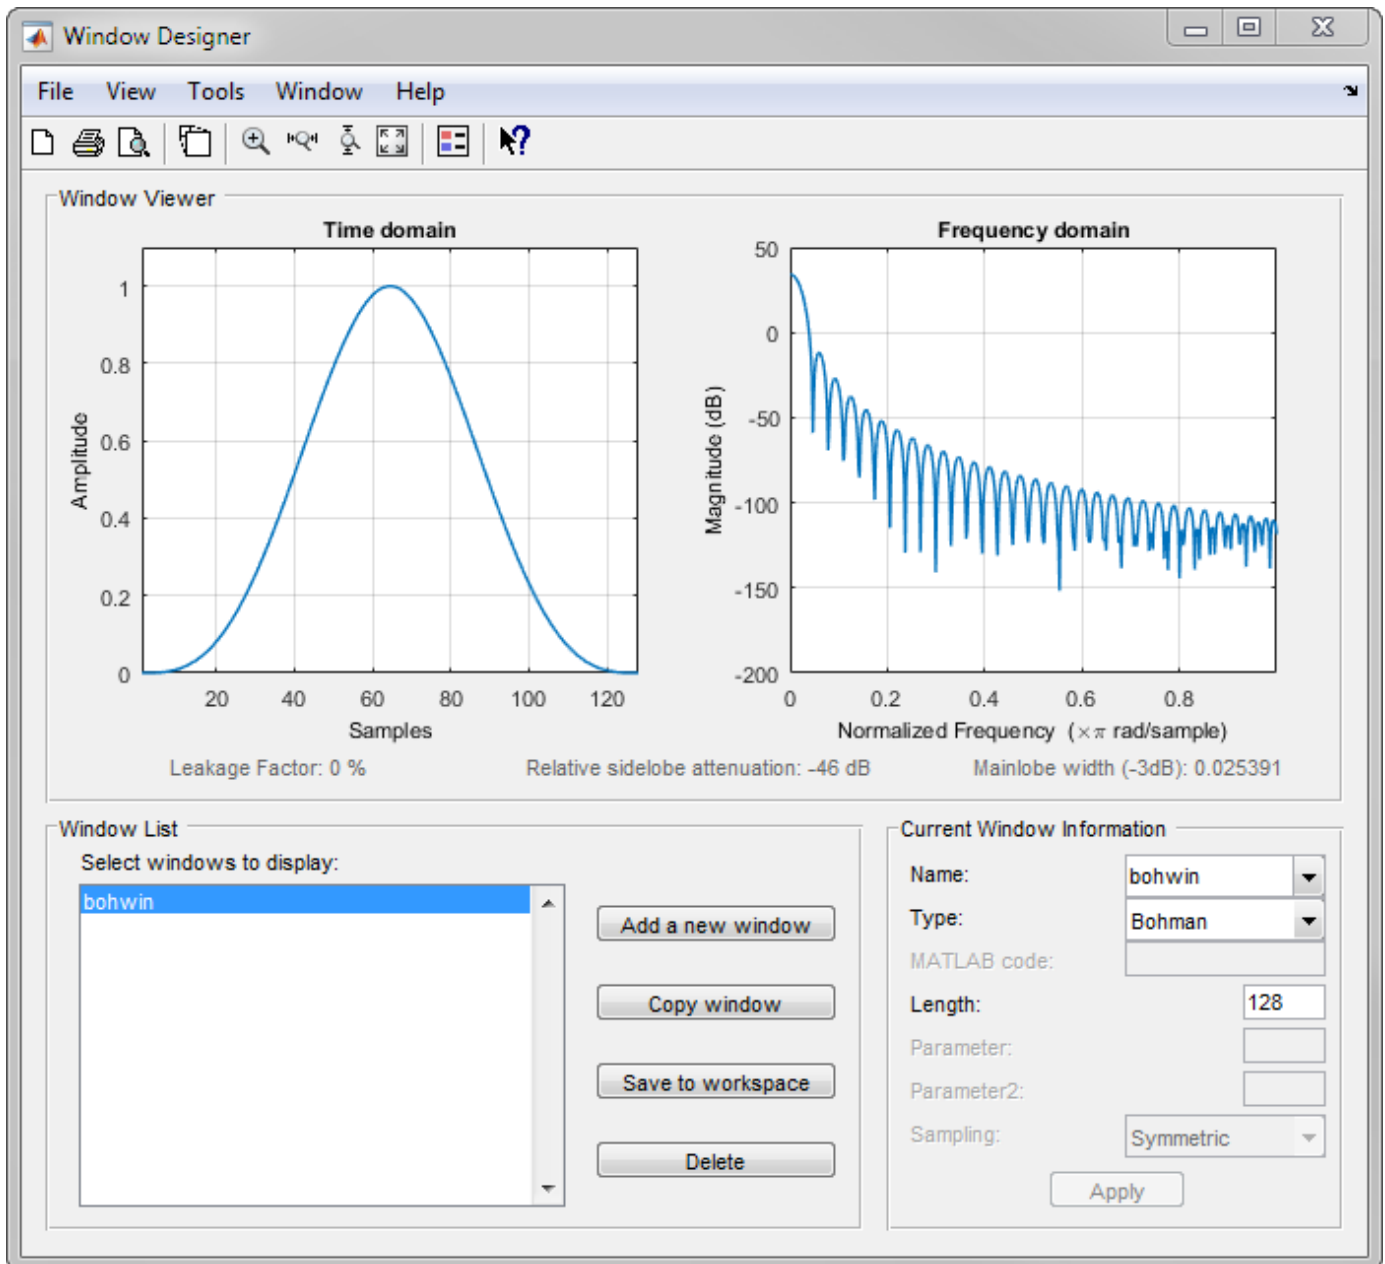 Window Designer
File View Tools Window Help
Window Viewer
Time domain
1
0.8
0.6
0.4
0.2
0
Amplitude
20 40 60 80 100 120
Samples
Frequency domain
50
0
-50
-100
-150
-200
Magnitude (dB)
0 0.2 0.4 0.6 0.8
Normalized Frequency (×π rad/sample)
Leakage Factor: 0 % Relative sidelobe attenuation: -46 dB Mainlobe width (-3dB): 0.025391
Window List
Select windows to display:
bohwin
Add a new window
Copy window
Save to workspace
Delete
Current Window Information
Name: bohwin
Type: Bohman
MATLAB code:
Length: 128
Parameter:
Parameter2:
Sampling: Symmetric
Apply